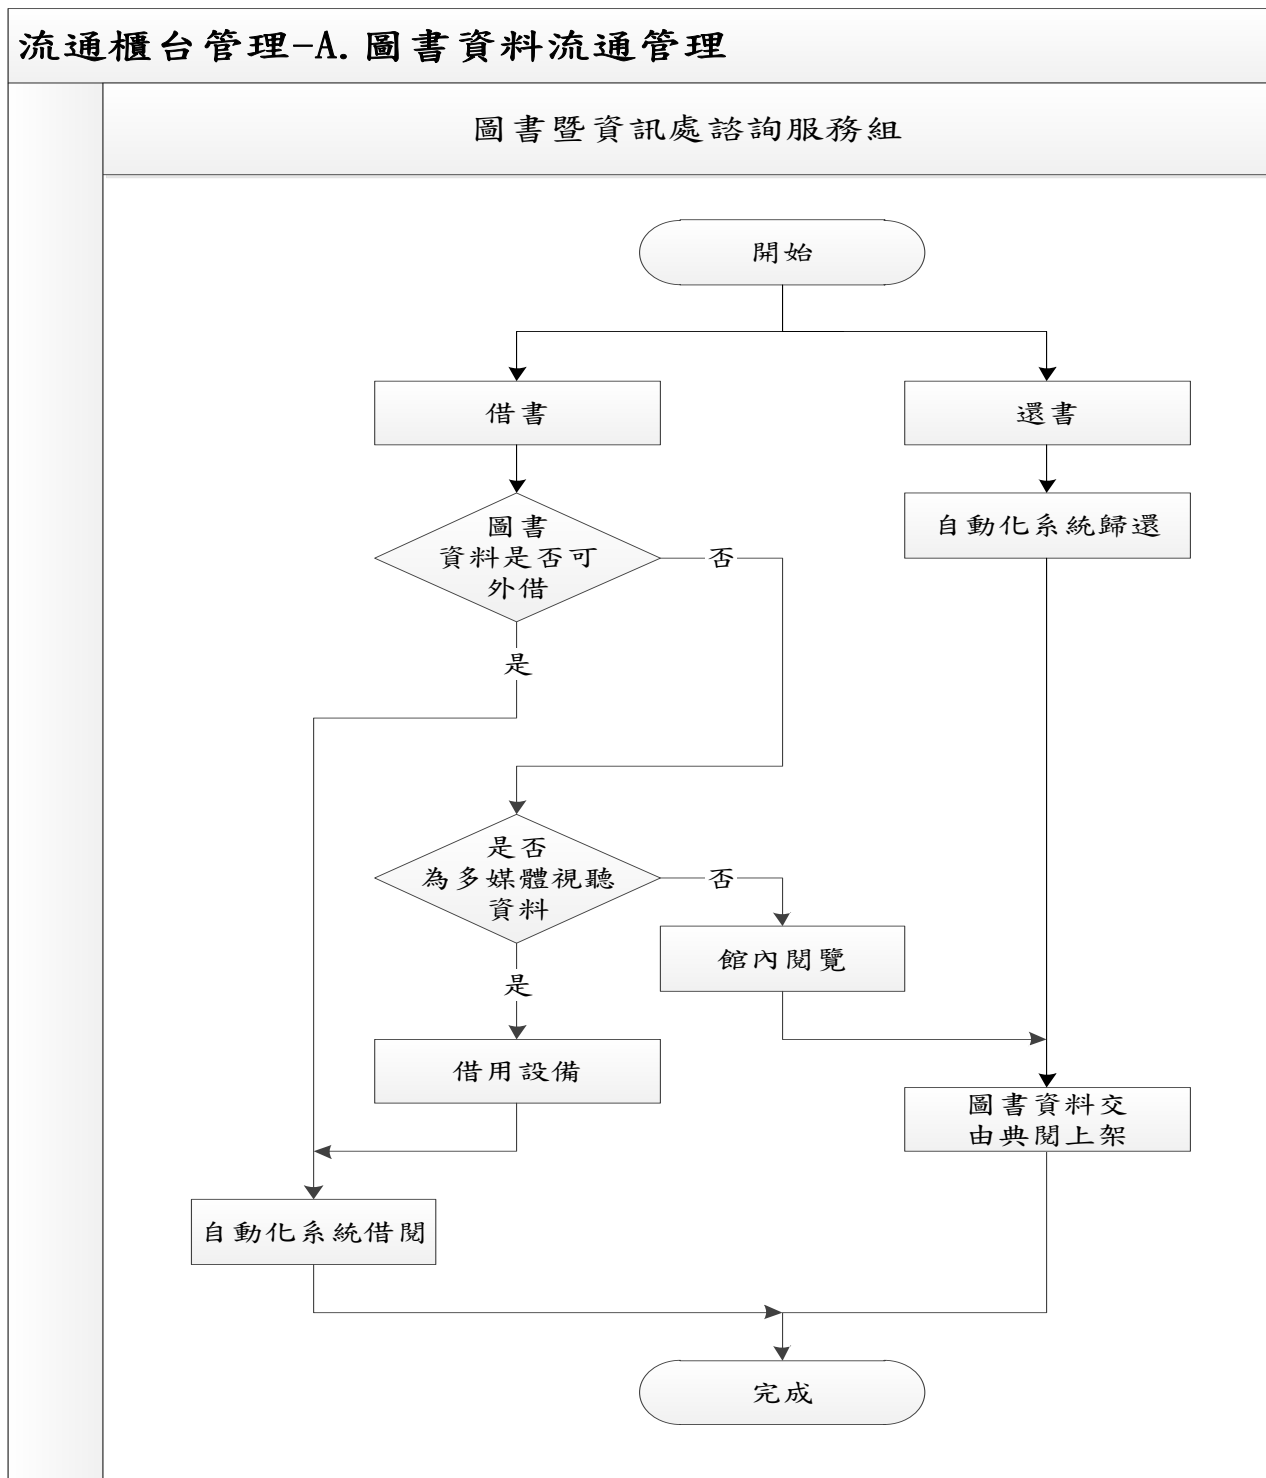 流通櫃台管理-A.圖書資料流通管理
圖書暨資訊處諮詢服務組
開始
借書
還書
圖書
資料是否可
外借
否
自動化系統歸還
是
是否
為多媒體視聽
資料
否
館內閱覽
是
借用設備
圖書資料交
由典閱上架
自動化系統借閱
完成